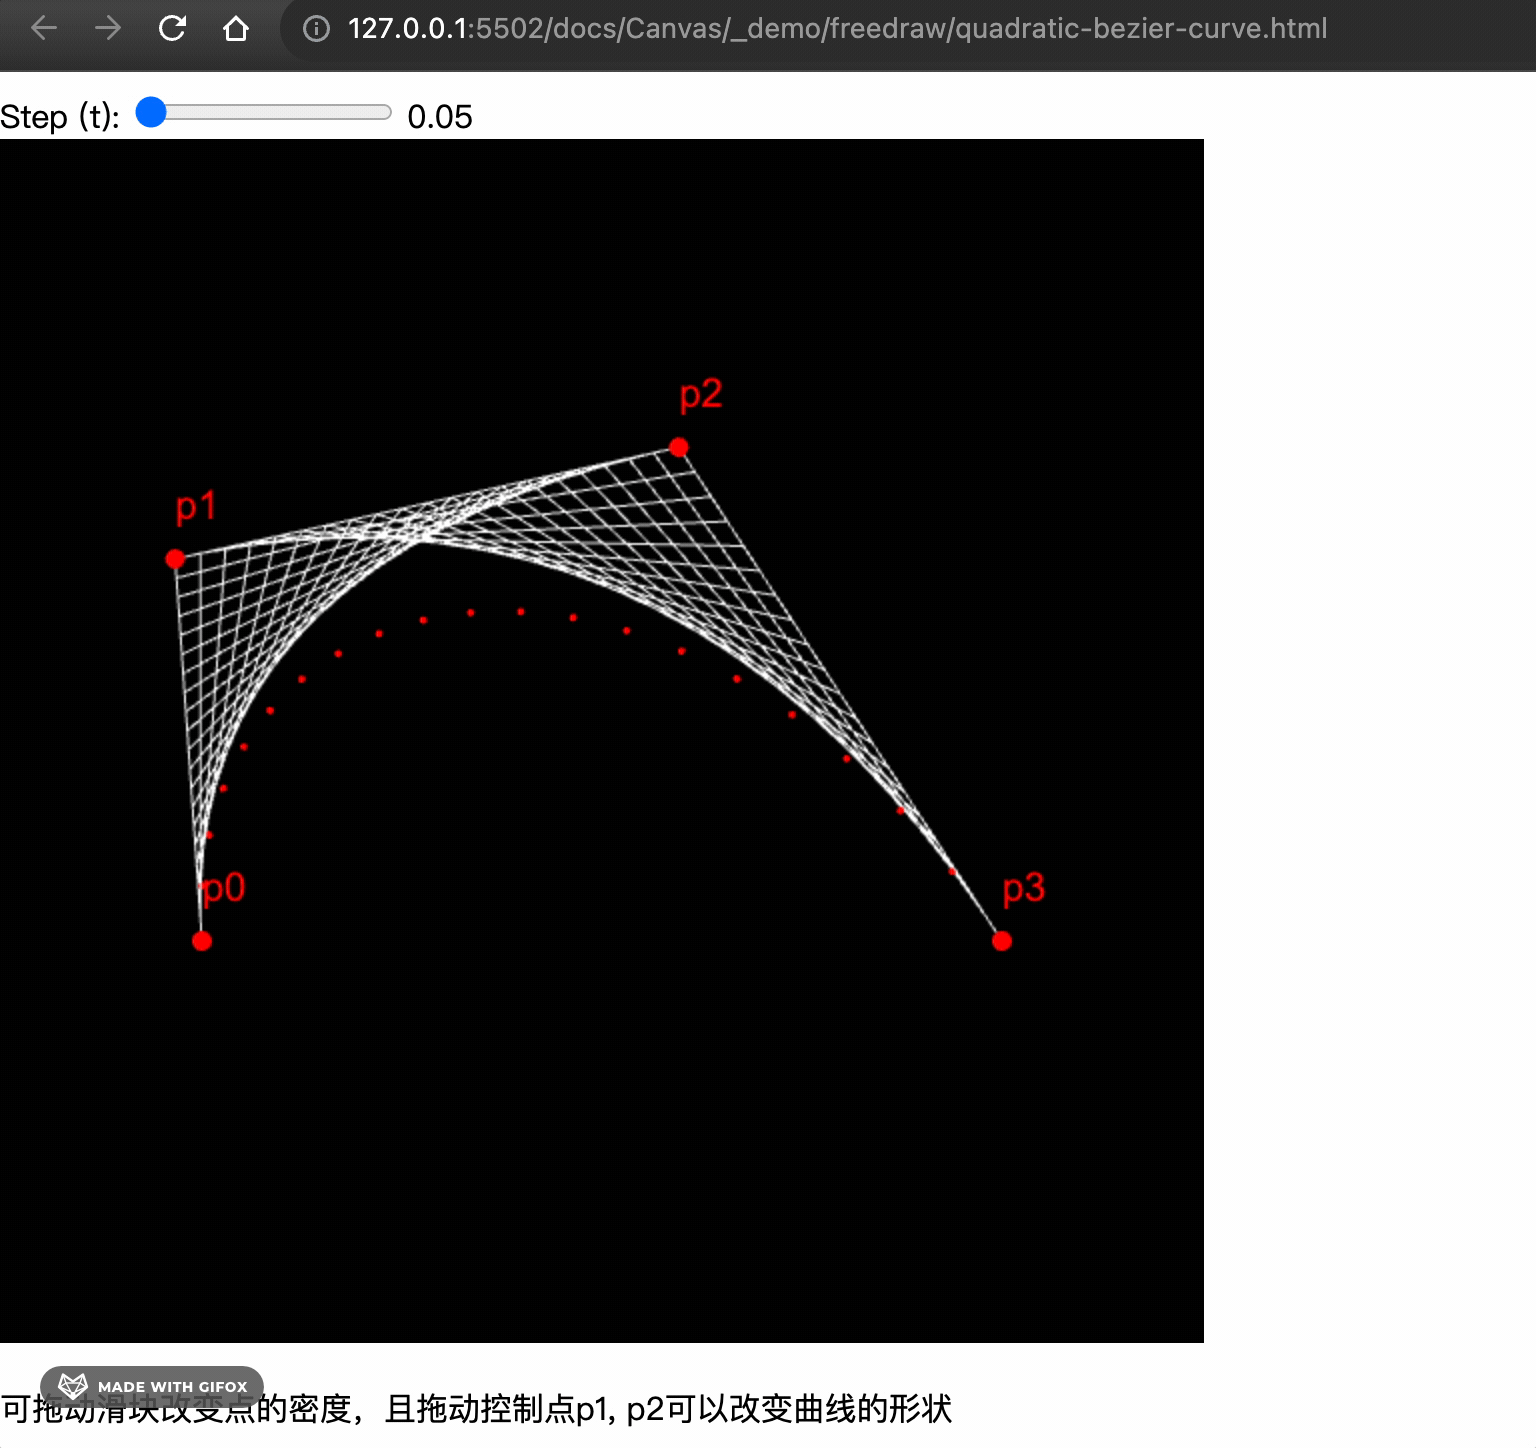 127.0.0.1:5502/docs/Canvas/_demo/freedraw/quadratic-bezier-curve.html
Step (t): 0.05
p2
p1
p0
p3
MADE WITH GIFOX
可拖动滑块改变点的密度，且拖动控制点p1, p2可以改变曲线的形状